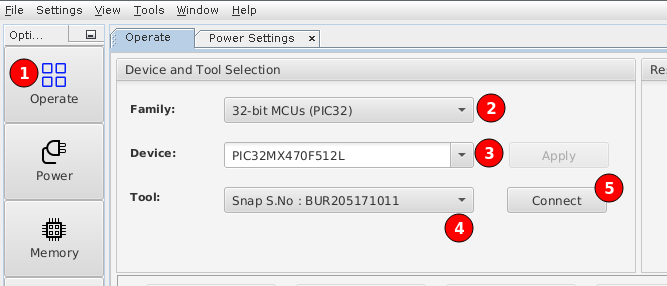 File Settings View Tools Window Help
Opti...
Operate
Power Settings ×
1
Operate
Power
Memory
Device and Tool Selection
Res
Family:
32-bit MCUs (PIC32)
2
Device:
PIC32MX470F512L
3
Apply
Tool:
Snap S.No : BUR205171011
4
Connect
5